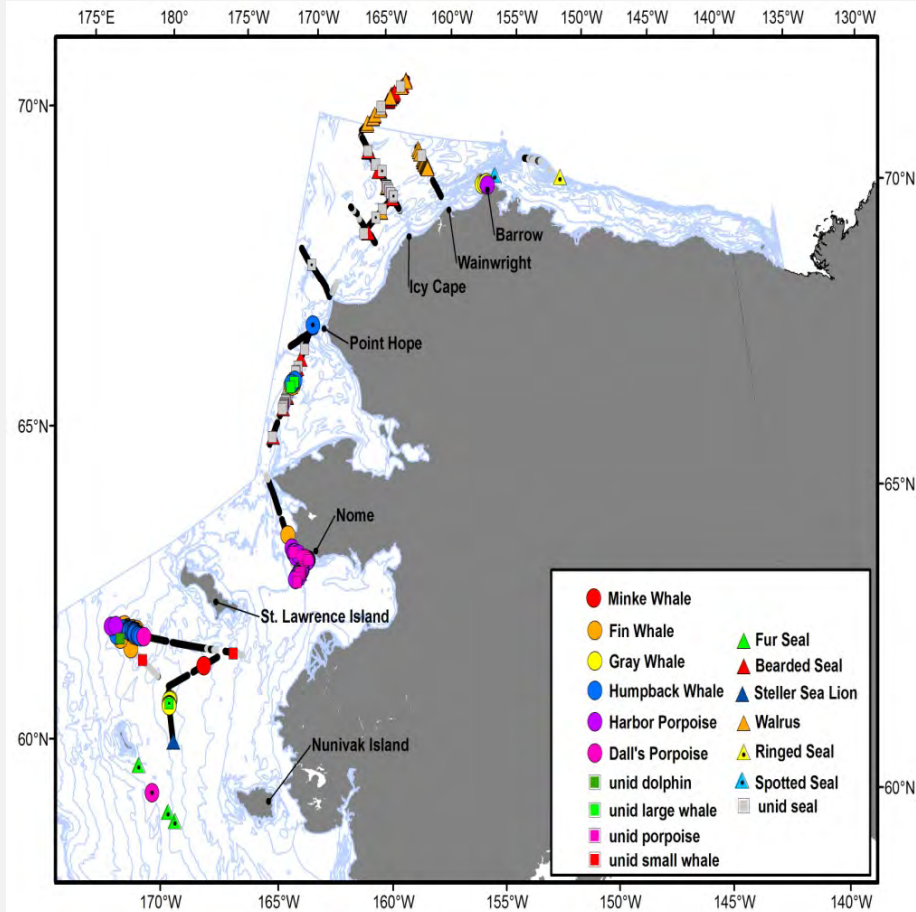 175°E 180° 175°W 170°W 165°W 160°W 155°W 150°W 145°W 140°W 135°W 130°W
70°N
70°N
Barrow
Wainwright
Icy Cape
Point Hope
65°N
65°N
Nome
St. Lawrence Island
60°N
Nunivak Island
60°N
Minke Whale
Fin Whale
Gray Whale
Humpback Whale
Harbor Porpoise
Dall's Porpoise
unid dolphin
unid large whale
unid porpoise
unid small whale
Fur Seal
Bearded Seal
Steller Sea Lion
Walrus
Ringed Seal
Spotted Seal
unid seal
170°W 165°W 160°W 155°W 150°W 145°W 140°W